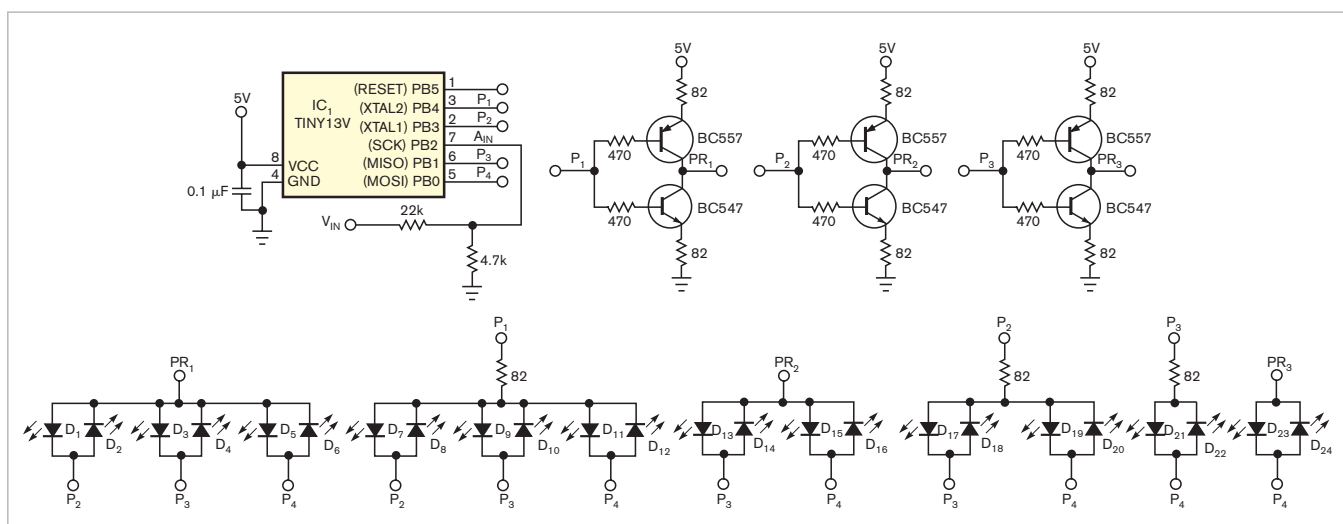 5V
IC1
TINY13V
8 VCC
4 GND
0.1 μF
(RESET) PB5 1
(XTAL2) PB4 3 P1
(XTAL1) PB3 2 P2
(SCK) PB2 7 AIN
(MISO) PB1 6 P3
(MOSI) PB0 5 P4
VIN
22k
4.7k
5V
82
470
BC557
P1
PR1
470
BC547
82
5V
82
470
BC557
P2
PR2
470
BC547
82
5V
82
470
BC557
P3
PR3
470
BC547
82
PR1
D1
D2
D3
D4
D5
D6
P2
P3
P4
P1
82
D7
D8
D9
D10
D11
D12
P2
P3
P4
PR2
D13
D14
D15
D16
P3
P4
P2
82
D17
D18
D19
D20
P3
P4
P3
82
D21
D22
P4
PR3
D23
D24
P4